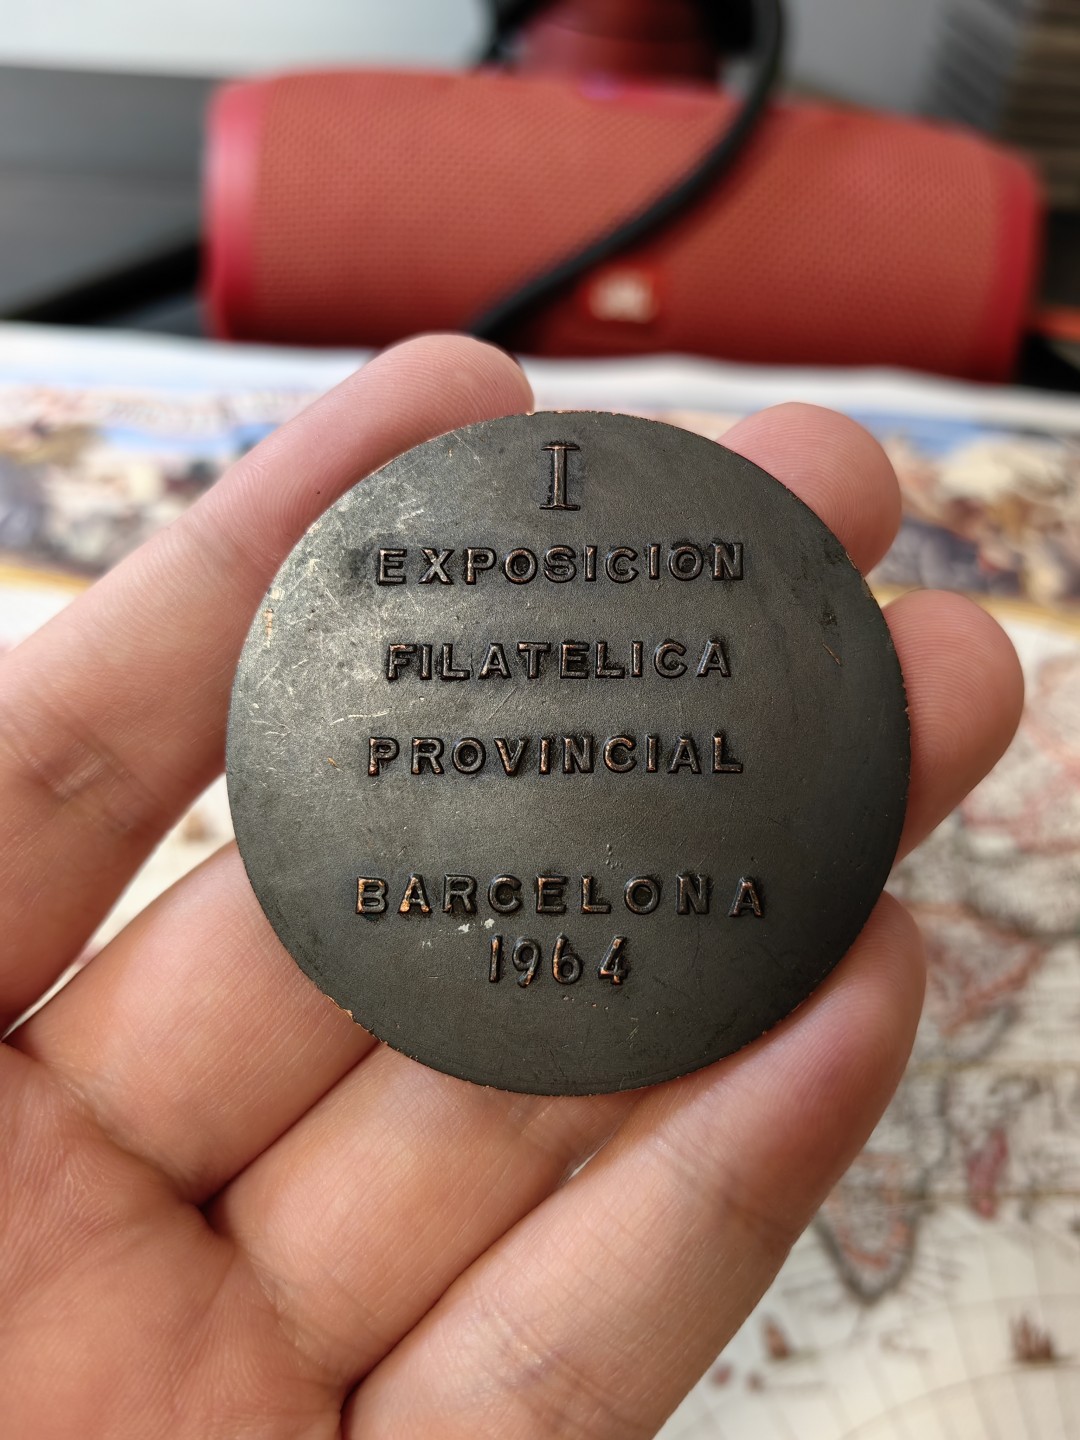 I
EXPOSICION
FILATELICA
PROVINCIAL
BARCELONA
1964